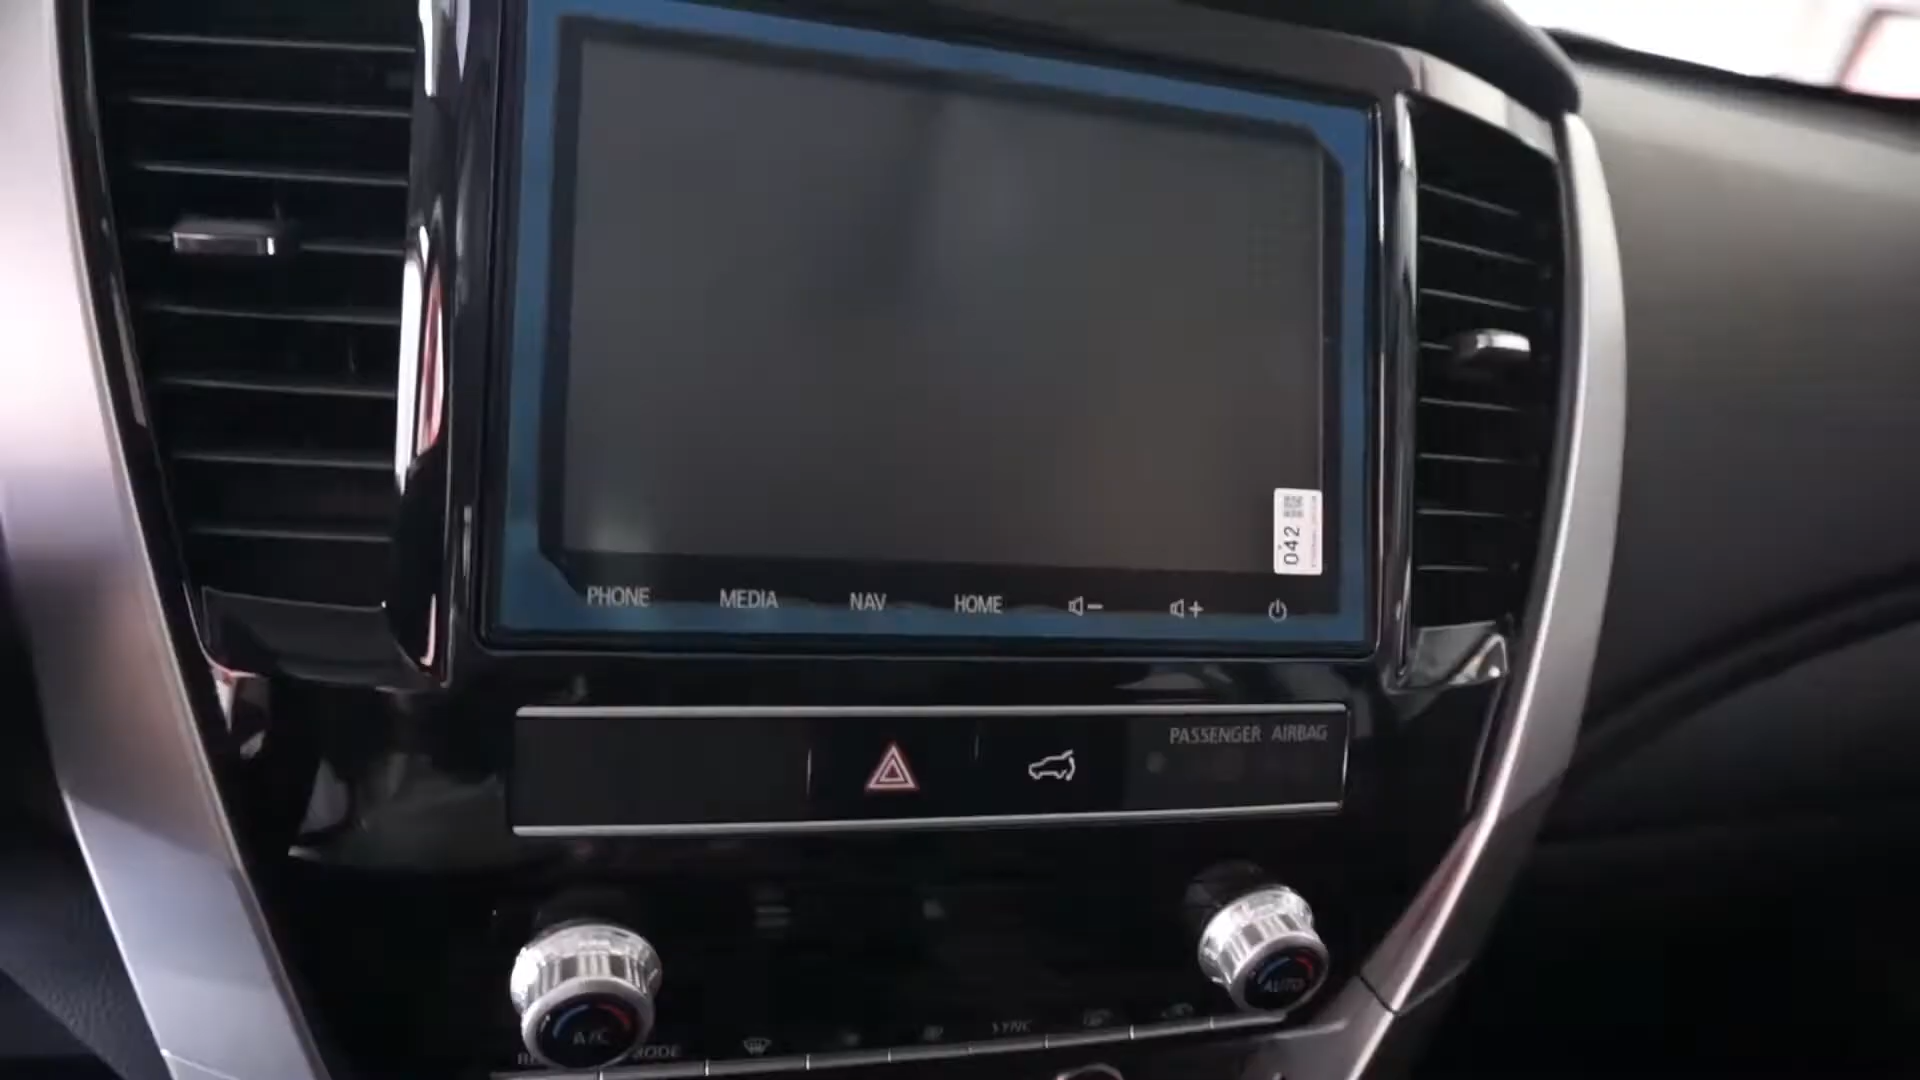 042
PHONE MEDIA NAV HOME
PASSENGER AIRBAG
AUTO
A/C
SYNC